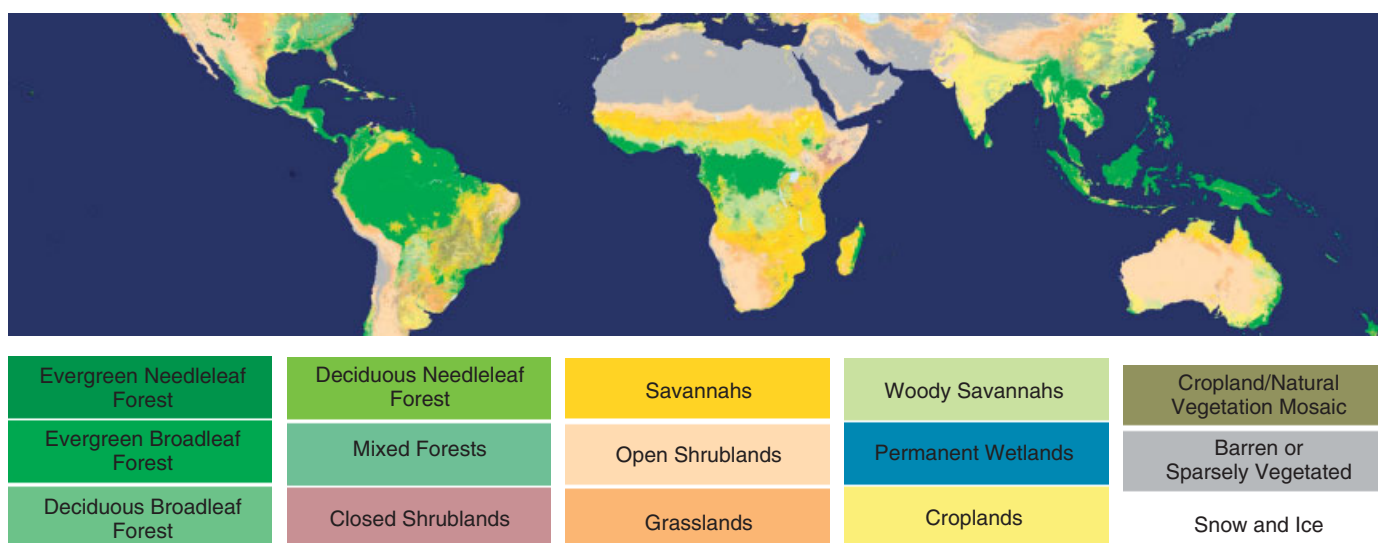 Evergreen Needleleaf
Forest
Deciduous Needleleaf
Forest
Savannahs
Woody Savannahs
Cropland/Natural
Vegetation Mosaic
Evergreen Broadleaf
Forest
Mixed Forests
Open Shrublands
Permanent Wetlands
Barren or
Sparsely Vegetated
Deciduous Broadleaf
Forest
Closed Shrublands
Grasslands
Croplands
Snow and Ice